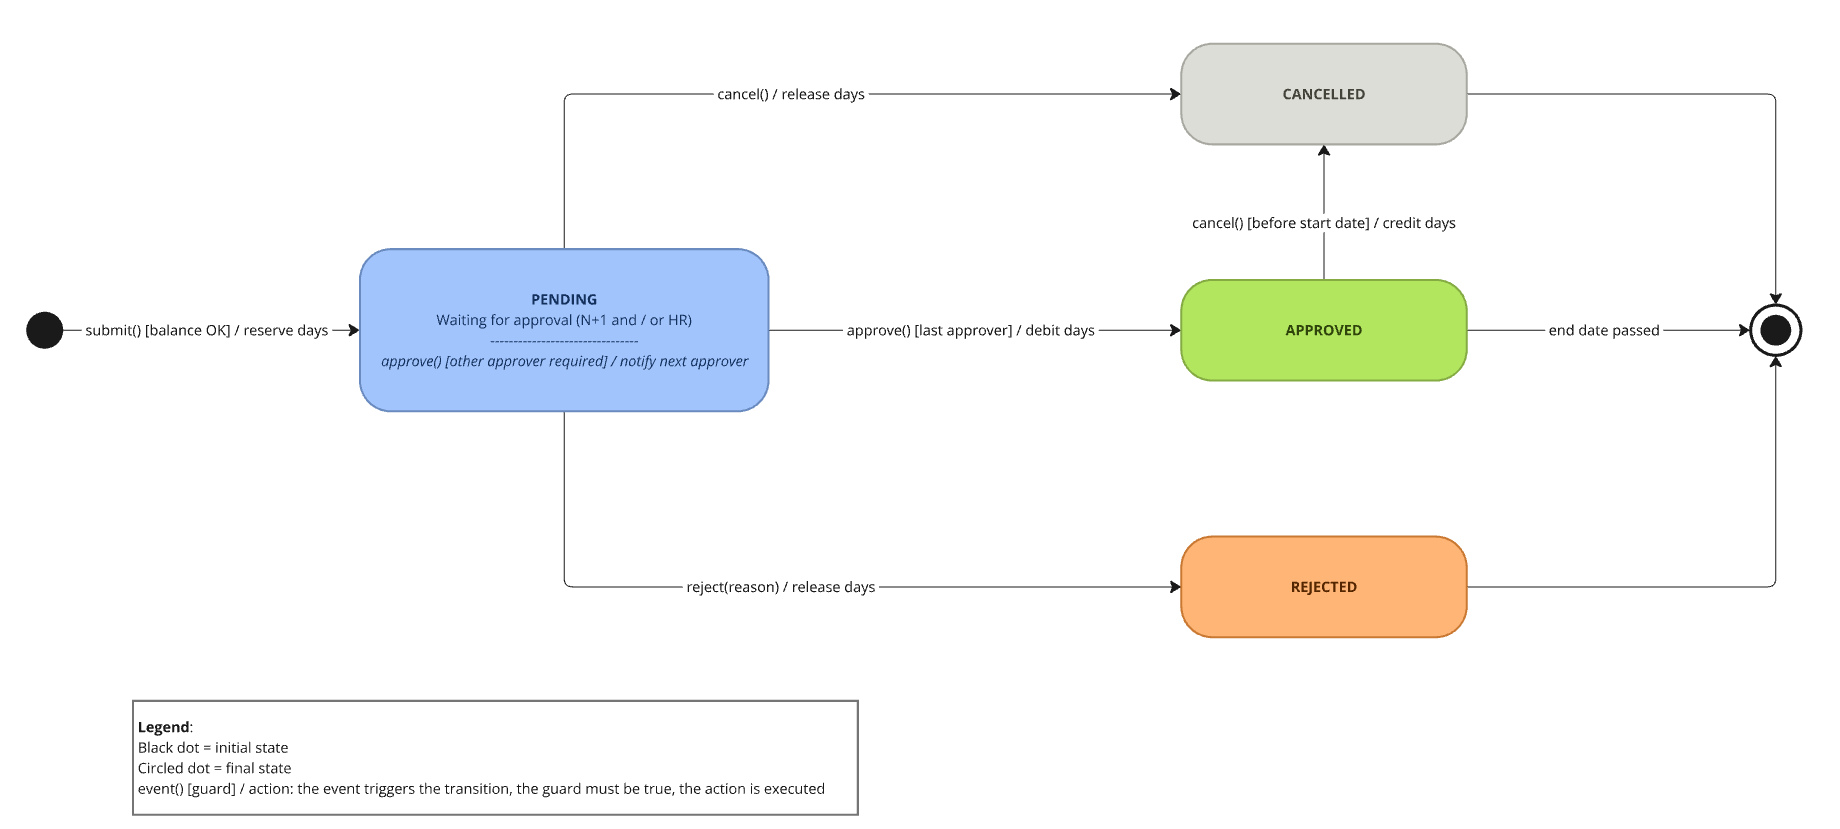 cancel() / release days
CANCELLED
cancel() [before start date] / credit days
PENDING
Waiting for approval (N+1 and / or HR)
--------------------------------
approve() [other approver required] / notify next approver
submit() [balance OK] / reserve days
approve() [last approver] / debit days
APPROVED
end date passed
reject(reason) / release days
REJECTED
Legend:
Black dot = initial state
Circled dot = final state
event() [guard] / action: the event triggers the transition, the guard must be true, the action is executed